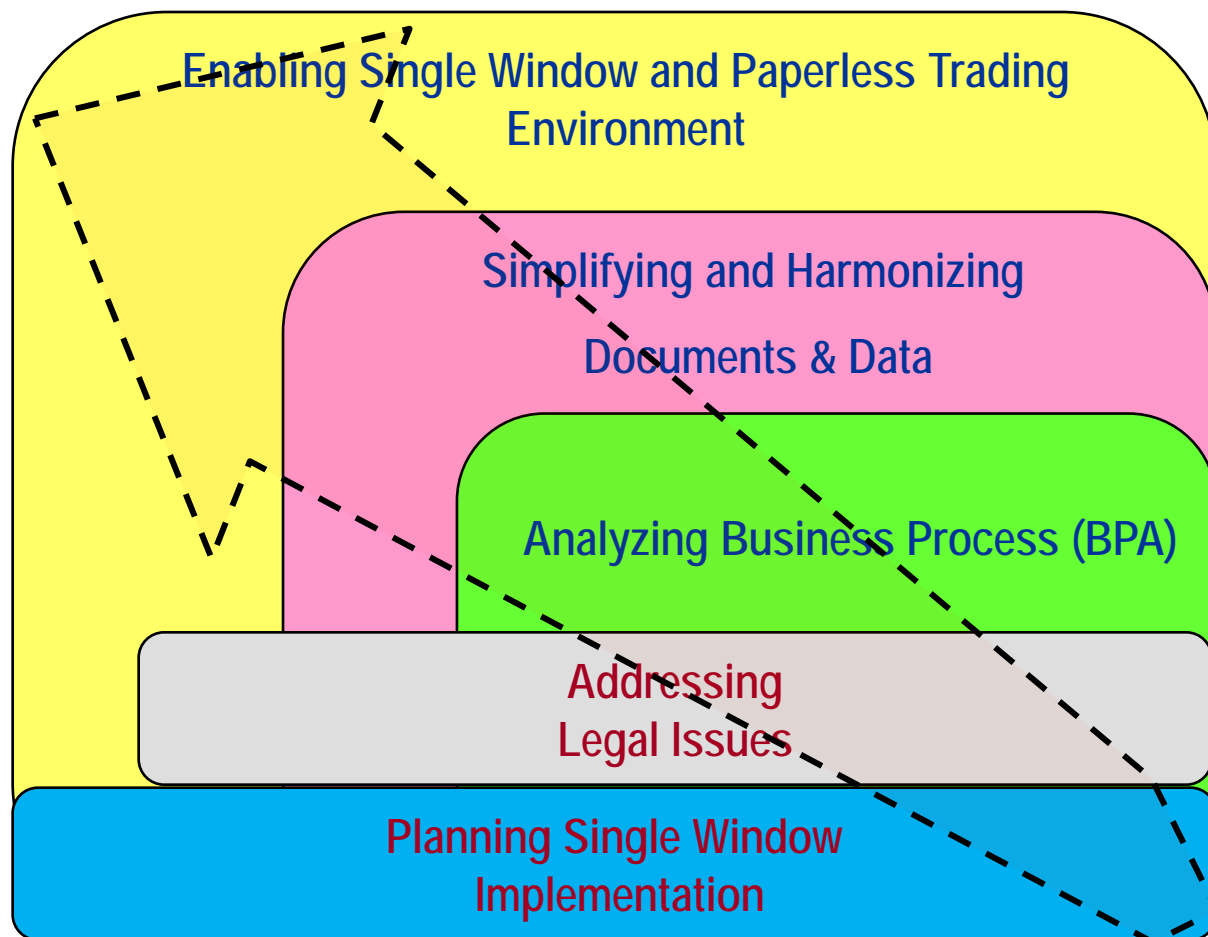 Enabling Single Window and Paperless Trading
Environment
Simplifying and Harmonizing
Documents & Data
Analyzing Business Process (BPA)
Addressing
Legal Issues
Planning Single Window
Implementation